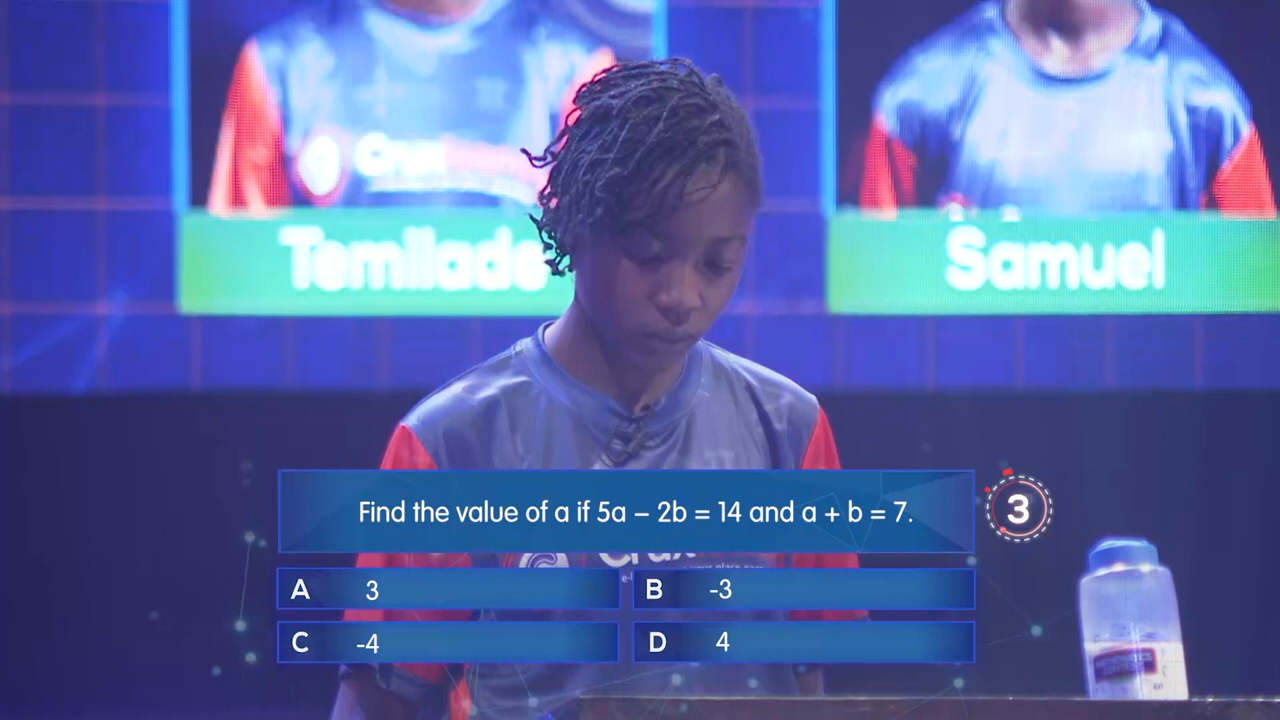 Temilade
Samuel
Find the value of a if 5a – 2b = 14 and a + b = 7.
3
A 3
B -3
C -4
D 4